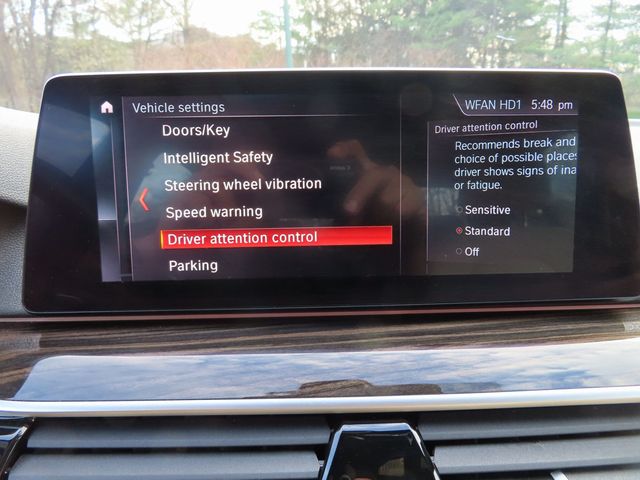 WFAN HD1 5:48 pm
Vehicle settings
Doors/Key
Intelligent Safety
Steering wheel vibration
Speed warning
Driver attention control
Parking
Driver attention control
Recommends break and
choice of possible places
driver shows signs of ina
or fatigue.
Sensitive
Standard
Off